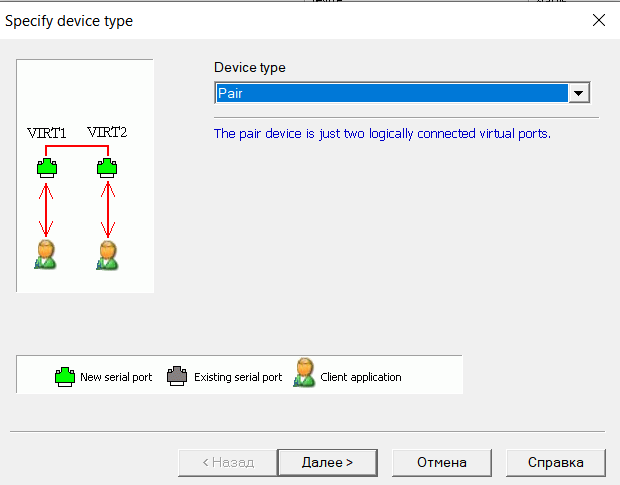 Specify device type
Device type
Pair
The pair device is just two logically connected virtual ports.
VIRT1 VIRT2
New serial port Existing serial port Client application
< Назад Далее > Отмена Справка